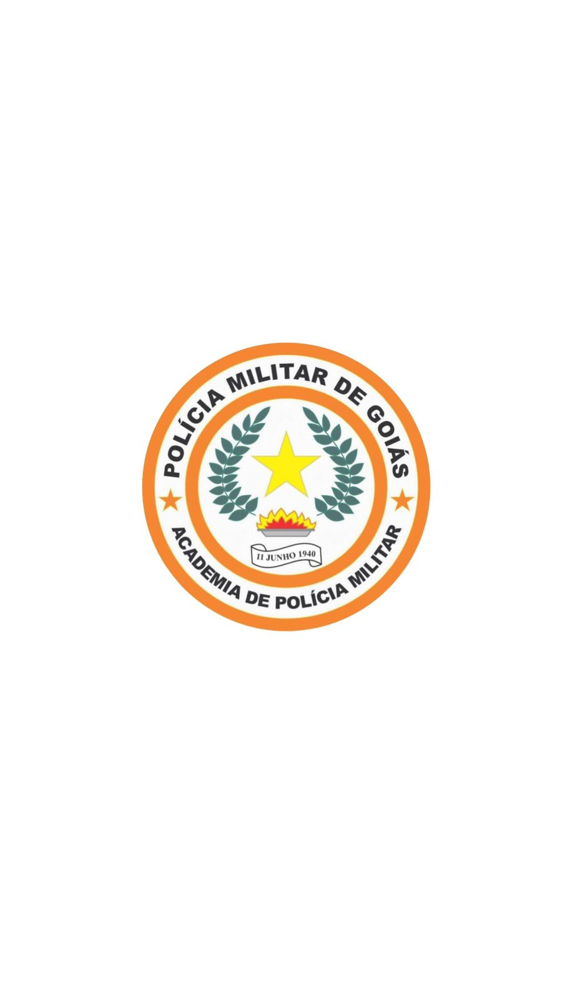 POLÍCIA MILITAR DE GOIÁS
11 JUNHO 1940
ACADEMIA DE POLÍCIA MILITAR